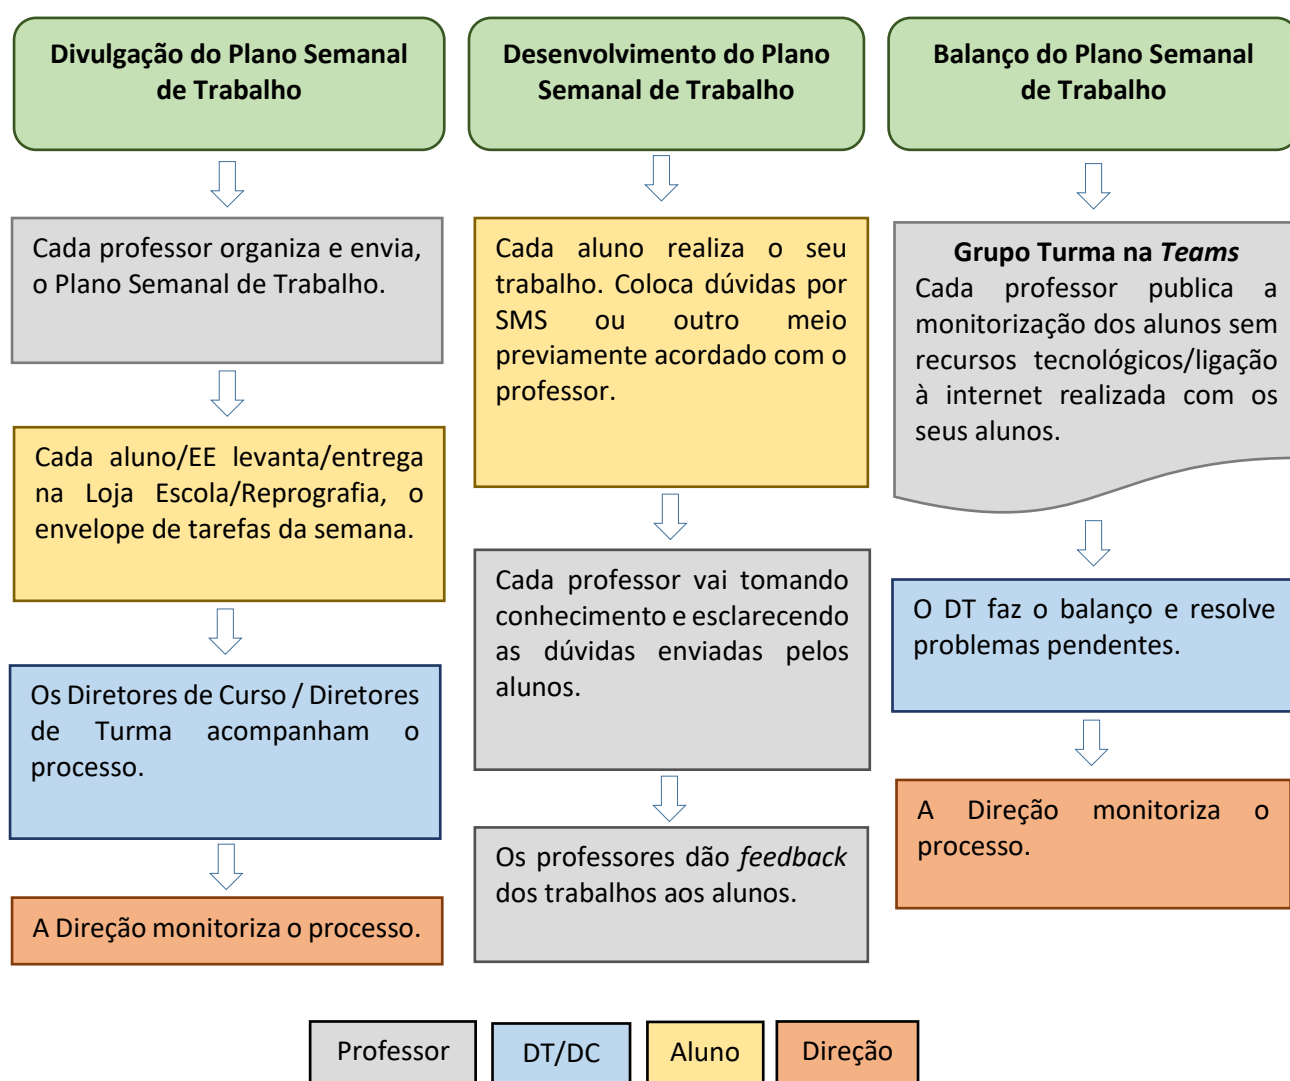 Divulgação do Plano Semanal
de Trabalho
Cada professor organiza e envia,
o Plano Semanal de Trabalho.
Cada aluno/EE levanta/entrega
na Loja Escola/Reprografia, o
envelope de tarefas da semana.
Os Diretores de Curso / Diretores
de Turma acompanham o
processo.
A Direção monitoriza o processo.
Desenvolvimento do Plano
Semanal de Trabalho
Cada aluno realiza o seu
trabalho. Coloca dúvidas por
SMS ou outro meio
previamente acordado com o
professor.
Cada professor vai tomando
conhecimento e esclarecendo
as dúvidas enviadas pelos
alunos.
Os professores dão feedback
dos trabalhos aos alunos.
Balanço do Plano Semanal
de Trabalho
Grupo Turma na Teams
Cada professor publica a
monitorização dos alunos sem
recursos tecnológicos/ligação
à internet realizada com os
seus alunos.
O DT faz o balanço e resolve
problemas pendentes.
A Direção monitoriza o
processo.
Professor
DT/DC
Aluno
Direção